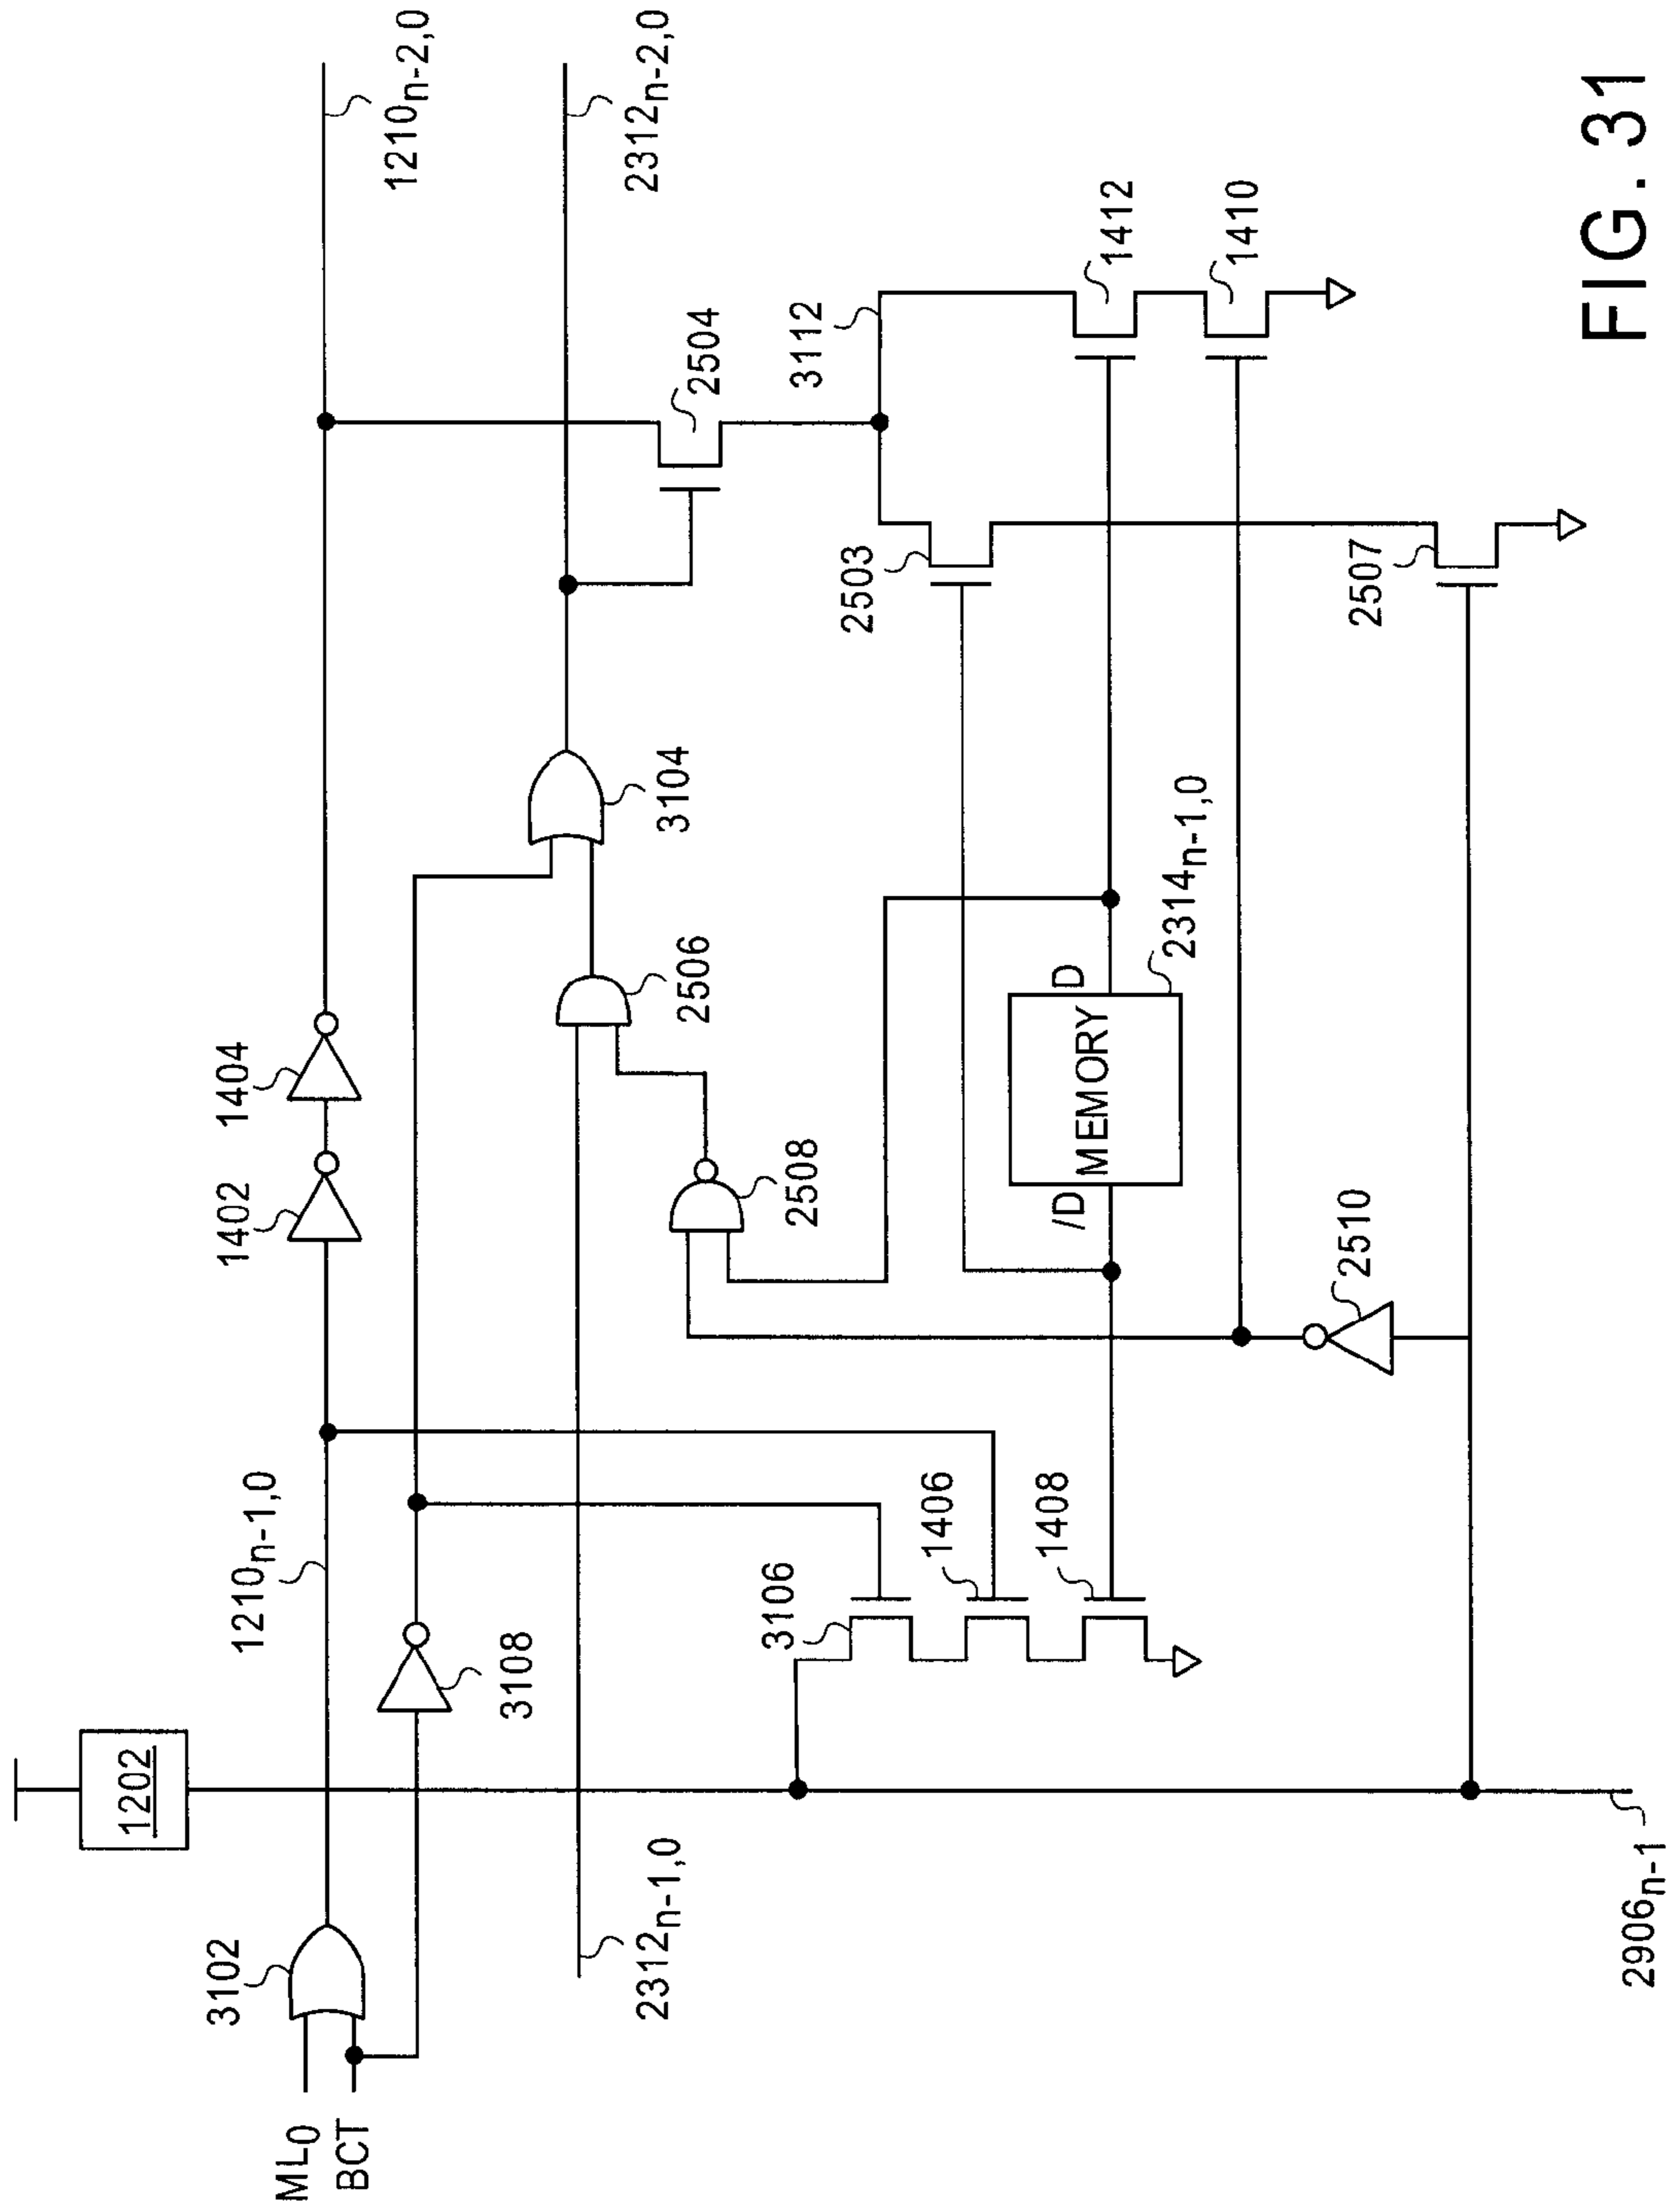 ML0
BCT
3102
1202
1210n-1,0
1402
1404
1210n-2,0
3108
2312n-1,0
2508
2506
3104
2312n-2,0
2504
3106
1406
1408
/D
MEMORY
D
2314n-1,0
2503
3112
1412
1410
2510
2507
2906n-1
FIG. 31